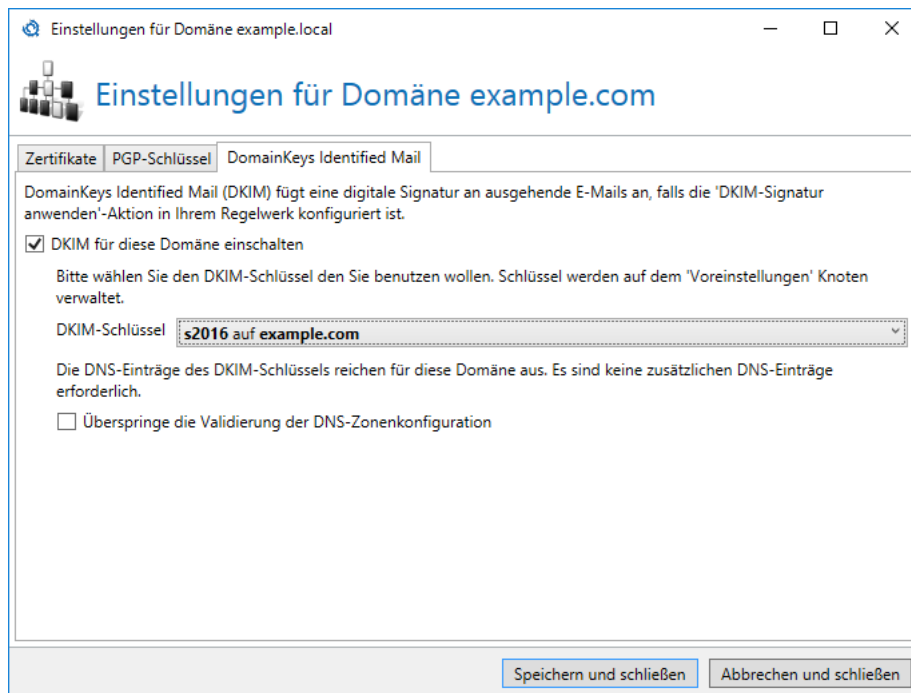 Einstellungen für Domäne example.local
Einstellungen für Domäne example.com
Zertifikate PGP-Schlüssel DomainKeys Identified Mail
DomainKeys Identified Mail (DKIM) fügt eine digitale Signatur an ausgehende E-Mails an, falls die 'DKIM-Signatur
anwenden'-Aktion in Ihrem Regelwerk konfiguriert ist.
DKIM für diese Domäne einschalten
Bitte wählen Sie den DKIM-Schlüssel den Sie benutzen wollen. Schlüssel werden auf dem 'Voreinstellungen' Knoten
verwaltet.
DKIM-Schlüssel s2016 auf example.com
Die DNS-Einträge des DKIM-Schlüssels reichen für diese Domäne aus. Es sind keine zusätzlichen DNS-Einträge
erforderlich.
Überspringe die Validierung der DNS-Zonenkonfiguration
Speichern und schließen Abbrechen und schließen